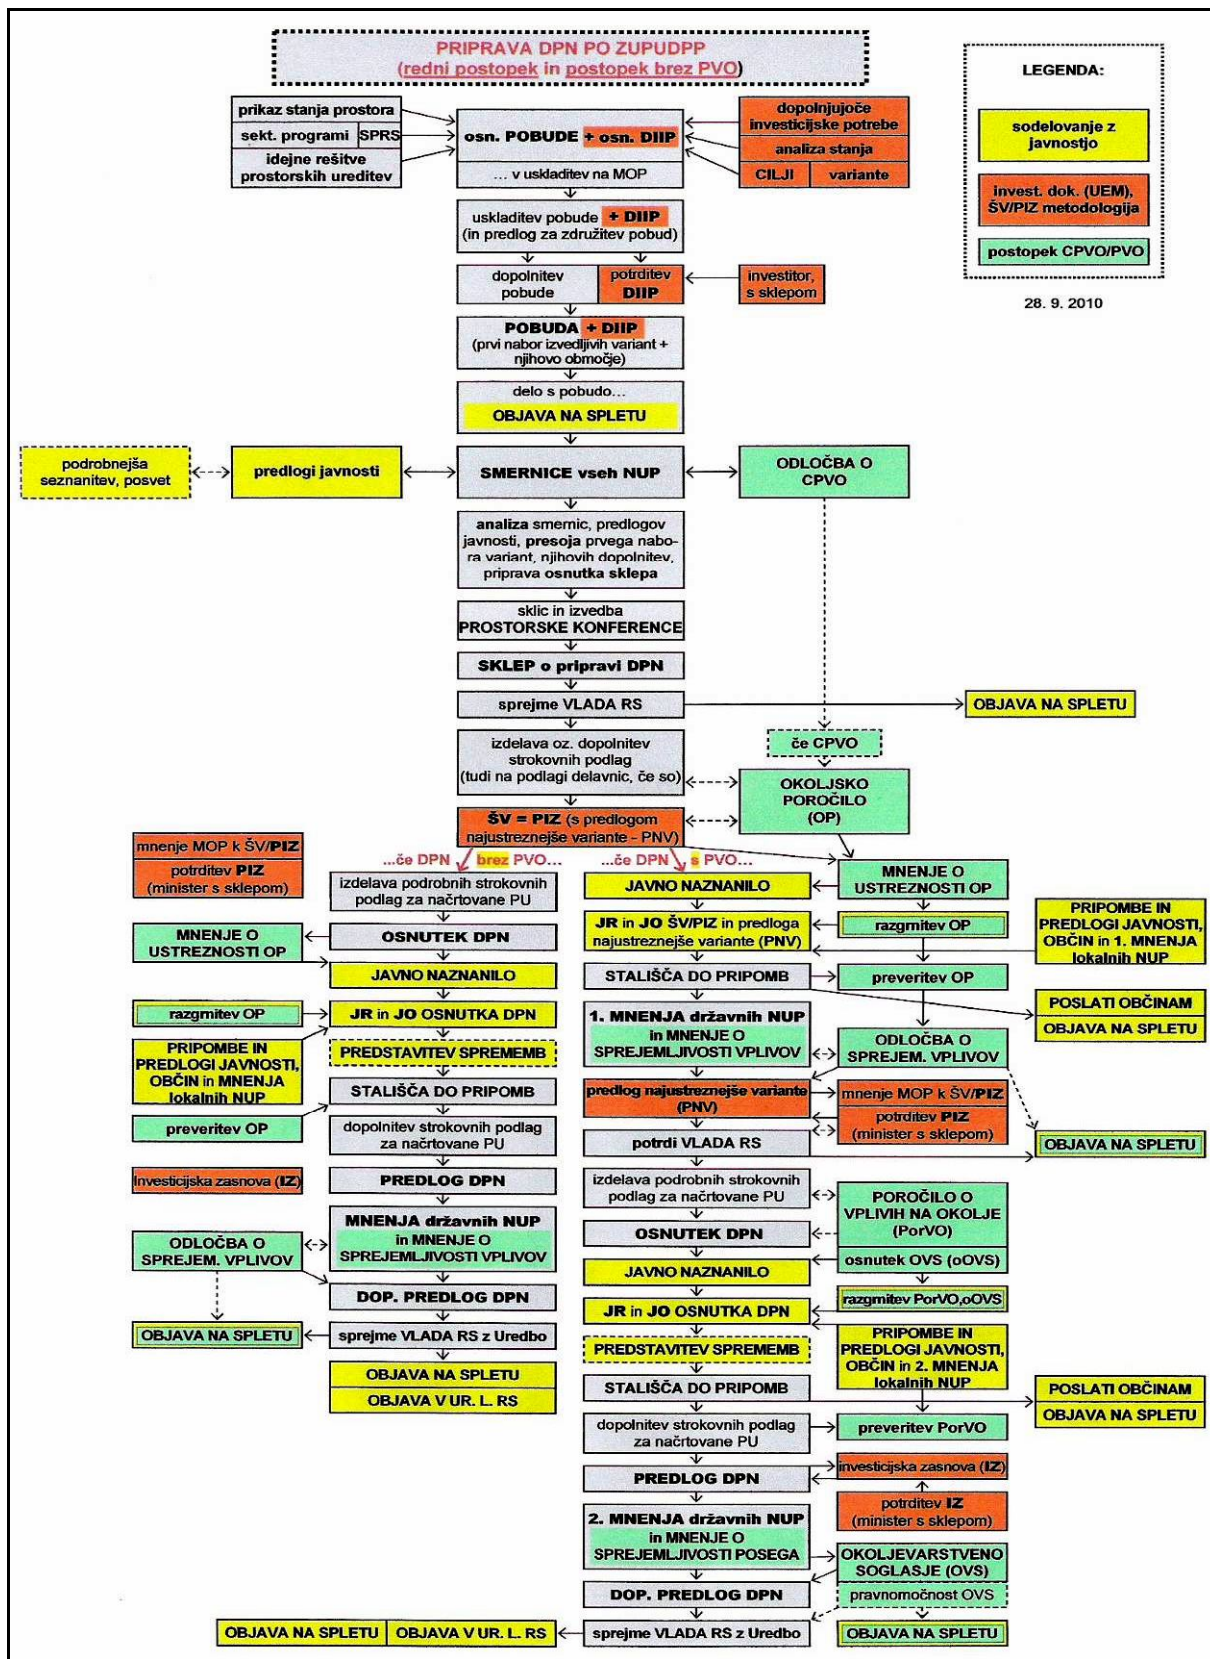 PRIPRAVA DPN PO ZUPUDPP
(redni postopek in postopek brez PVO)
LEGENDA:
sodelovanje z
javnostjo
invest. dok. (UEM),
ŠV/PIZ metodologija
postopek CPVO/PVO
28. 9. 2010
prikaz stanja prostora
sekt. programi
SPRS
idejne rešitve
prostorskih ureditev
osn. POBUDE + osn. DIIP
... v uskladitev na MOP
dopolnjujoče
investicijske potrebe
analiza stanja
CILJI
variante
uskladitev pobude + DIIP
(in predlog za združitev pobud)
dopolnitev
pobude
potrditev
DIIP
investitor,
s sklepom
POBUDA + DIIP
(prvi nabor izvedljivih variant +
njihovo območje)
delo s pobudo...
OBJAVA NA SPLETU
podrobnejša
seznanitev, posvet
predlogi javnosti
SMERNICE vseh NUP
ODLOČBA O
CPVO
analiza smernic, predlogov
javnosti, presoja prvega nabo-
ra variant, njihovih dopolnitev,
priprava osnutka sklepa
sklic in izvedba
PROSTORSKE KONFERENCE
SKLEP o pripravi DPN
sprejme VLADA RS
OBJAVA NA SPLETU
izdelava oz. dopolnitev
strokovnih podlag
(tudi na podlagi delavnic, če so)
če CPVO
OKOLJSKO
POROČILO
(OP)
ŠV = PIZ (s predlogom
najustreznejše variante - PNV)
...če DPN brez PVO...
...če DPN s PVO...
mnenje MOP k ŠV/PIZ
potrditev PIZ
(minister s sklepom)
izdelava podrobnih strokovnih
podlag za načrtovane PU
MNENJE O
USTREZNOSTI OP
OSNUTEK DPN
JAVNO NAZNANILO
razgrnitev OP
JR in JO OSNUTKA DPN
PRIPOMBE IN
PREDLOGI JAVNOSTI,
OBČIN in MNENJA
lokalnih NUP
PREDSTAVITEV SPREMEMB
STALIŠČA DO PRIPOMB
preveritev OP
dopolnitev strokovnih podlag
za načrtovane PU
Investicijska zasnova (IZ)
PREDLOG DPN
MNENJA državnih NUP
in MNENJE O
SPREJEMLJIVOSTI VPLIVOV
ODLOČBA O
SPREJEM. VPLIVOV
DOP. PREDLOG DPN
OBJAVA NA SPLETU
sprejme VLADA RS z Uredbo
OBJAVA NA SPLETU
OBJAVA V UR. L. RS
JAVNO NAZNANILO
MNENJE O
USTREZNOSTI OP
JR in JO ŠV/PIZ in predloga
najustreznejše variante (PNV)
razgrnitev OP
PRIPOMBE IN
PREDLOGI JAVNOSTI,
OBČIN in 1. MNENJA
lokalnih NUP
STALIŠČA DO PRIPOMB
preveritev OP
POSLATI OBČINAM
OBJAVA NA SPLETU
1. MNENJA državnih NUP
in MNENJE O
SPREJEMLJIVOSTI VPLIVOV
ODLOČBA O
SPREJEM. VPLIVOV
predlog najustreznejše variante
(PNV)
mnenje MOP k ŠV/PIZ
potrditev PIZ
(minister s sklepom)
potrdi VLADA RS
OBJAVA NA SPLETU
izdelava podrobnih strokovnih
podlag za načrtovane PU
POROČILO O
VPLIVIH NA OKOLJE
(PorVO)
OSNUTEK DPN
osnutek OVS (oOVS)
JAVNO NAZNANILO
razgrnitev PorVO,oOVS
JR in JO OSNUTKA DPN
PRIPOMBE IN
PREDLOGI JAVNOSTI,
OBČIN in 2. MNENJA
lokalnih NUP
PREDSTAVITEV SPREMEMB
STALIŠČA DO PRIPOMB
POSLATI OBČINAM
OBJAVA NA SPLETU
dopolnitev strokovnih podlag
za načrtovane PU
preveritev PorVO
PREDLOG DPN
investicijska zasnova (IZ)
potrditev IZ
(minister s sklepom)
2. MNENJA državnih NUP
in MNENJE O
SPREJEMLJIVOSTI POSEGA
OKOLJEVARSTVENO
SOGLASJE (OVS)
DOP. PREDLOG DPN
pravnomočnost OVS
OBJAVA NA SPLETU
OBJAVA V UR. L. RS
sprejme VLADA RS z Uredbo
OBJAVA NA SPLETU